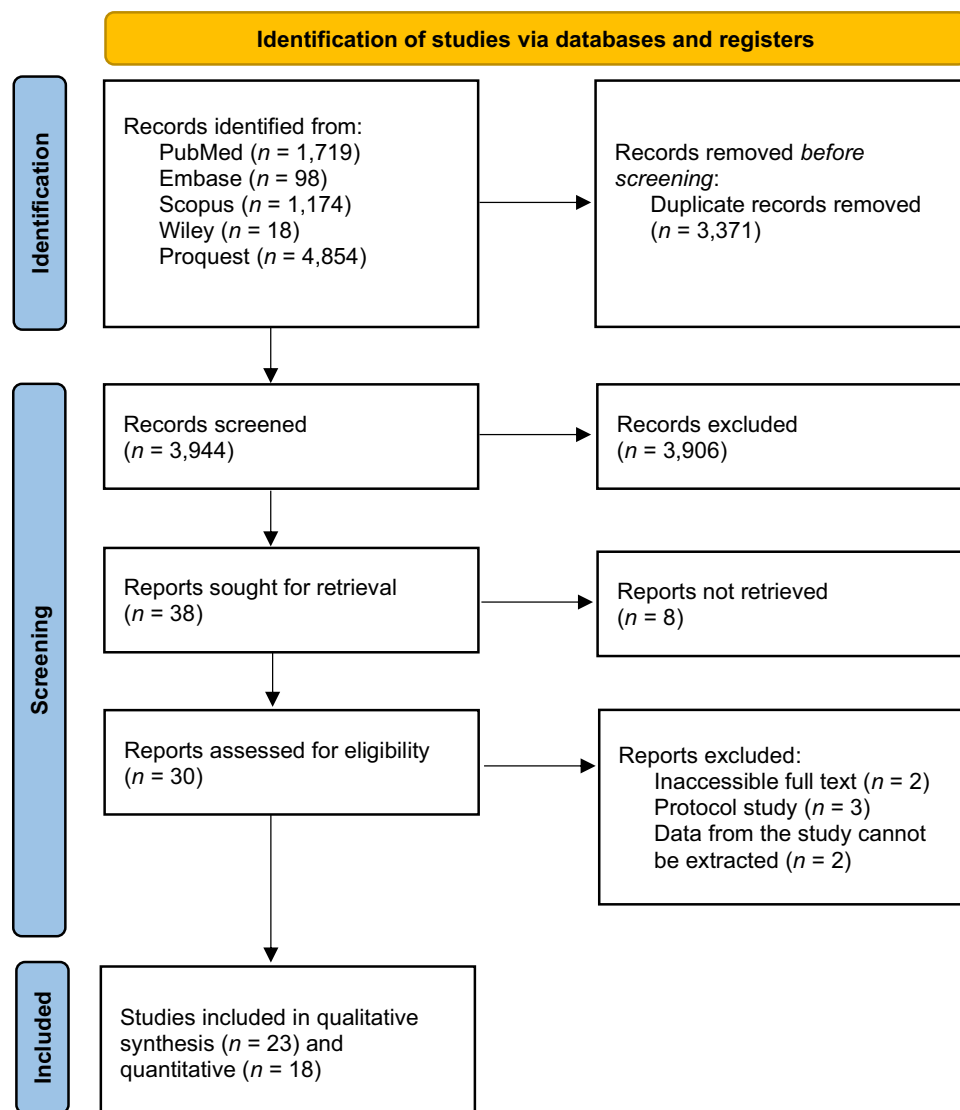 Identification of studies via databases and registers
Identification
Records identified from:
PubMed (n = 1,719)
Embase (n = 98)
Scopus (n = 1,174)
Wiley (n = 18)
Proquest (n = 4,854)
Records removed before
screening:
Duplicate records removed
(n = 3,371)
Screening
Records screened
(n = 3,944)
Records excluded
(n = 3,906)
Reports sought for retrieval
(n = 38)
Reports not retrieved
(n = 8)
Reports assessed for eligibility
(n = 30)
Reports excluded:
Inaccessible full text (n = 2)
Protocol study (n = 3)
Data from the study cannot
be extracted (n = 2)
Included
Studies included in qualitative
synthesis (n = 23) and
quantitative (n = 18)